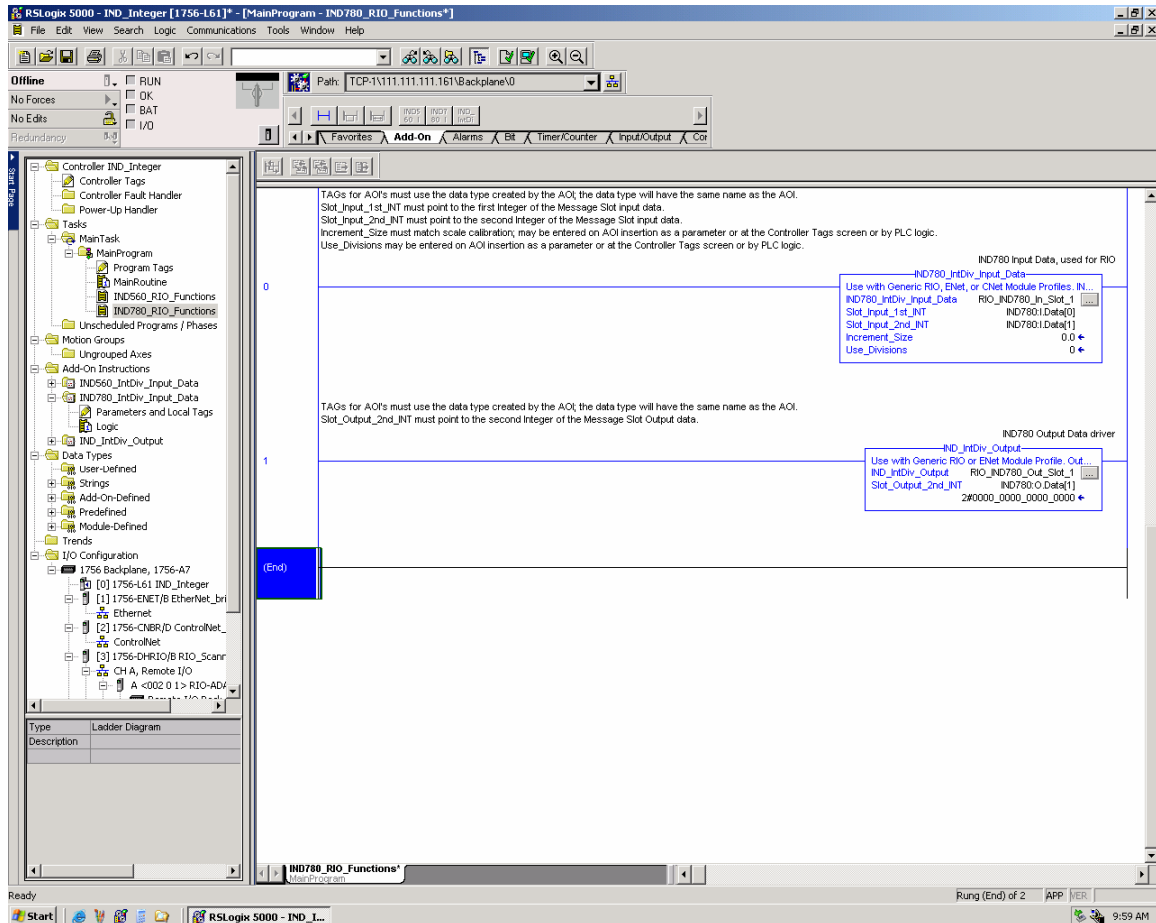 RSLogix 5000 - IND_Integer [1756-L61]* - [MainProgram - IND780_RIO_Functions*]
File Edit View Search Logic Communications Tools Window Help
Offline
RUN
No Forces
OK
No Edits
BAT
Redundancy
I/O
Path: TCP-1\111.111.111.161\Backplane\0
Favorites Add-On Alarms Bit Timer/Counter Input/Output
Start Page
Controller IND_Integer
Controller Tags
Controller Fault Handler
Power-Up Handler
Tasks
MainTask
MainProgram
Program Tags
MainRoutine
IND560_RIO_Functions
IND780_RIO_Functions
Unscheduled Programs / Phases
Motion Groups
Ungrouped Axes
Add-On Instructions
IND560_IntDiv_Input_Data
IND780_IntDiv_Input_Data
Parameters and Local Tags
Logic
IND_IntDiv_Output
Data Types
User-Defined
Strings
Add-On-Defined
Predefined
Module-Defined
Trends
I/O Configuration
1756 Backplane, 1756-A7
[0] 1756-L61 IND_Integer
[1] 1756-ENET/B EtherNet_bri
Ethernet
[2] 1756-CNBR/D ControlNet_
ControlNet
[3] 1756-DHRIO/B RIO_Scann
CH A, Remote I/O
A <002 0 1> RIO-ADA
Type Ladder Diagram
Description
TAGs for AOI's must use the data type created by the AOI; the data type will have the same name as the AOI.
Slot_Input_1st_INT must point to the first Integer of the Message Slot input data.
Slot_Input_2nd_INT must point to the second Integer of the Message Slot input data.
Increment_Size must match scale calibration; may be entered on AOI insertion as a parameter or at the Controller Tags screen or by PLC logic.
Use_Divisions may be entered on AOI insertion as a parameter or at the Controller Tags screen or by PLC logic.
IND780 Input Data, used for RIO
0
IND780_IntDiv_Input_Data
Use with Generic RIO, ENet, or CNet Module Profiles. IN...
IND780_IntDiv_Input_Data RIO_IND780_In_Slot_1 ...
Slot_Input_1st_INT IND780:I.Data[0]
Slot_Input_2nd_INT IND780:I.Data[1]
Increment_Size 0.0
Use_Divisions 0
TAGs for AOI's must use the data type created by the AOI; the data type will have the same name as the AOI.
Slot_Output_2nd_INT must point to the second Integer of the Message Slot Output data.
IND780 Output Data driver
1
IND_IntDiv_Output
Use with Generic RIO or ENet Module Profile. Out...
IND_IntDiv_Output RIO_IND780_Out_Slot_1 ...
Slot_Output_2nd_INT IND780:O.Data[1]
2#0000_0000_0000_0000
(End)
IND780_RIO_Functions*
MainProgram
Ready
Rung (End) of 2 APP VER
Start
RSLogix 5000 - IND_I...
9:59 AM